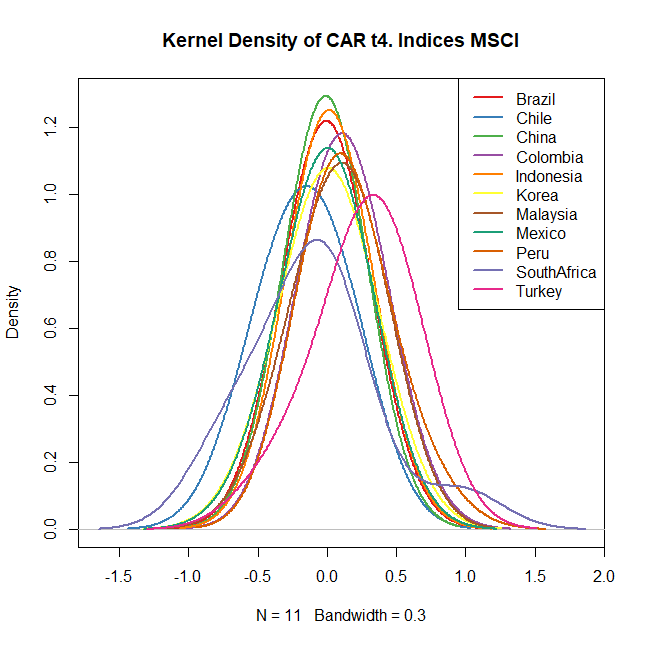 Kernel Density of CAR t4. Indices MSCI
Brazil
Chile
China
Colombia
Indonesia
Korea
Malaysia
Mexico
Peru
SouthAfrica
Turkey
Density
1.2
1.0
0.8
0.6
0.4
0.2
0.0
-1.5 -1.0 -0.5 0.0 0.5 1.0 1.5 2.0
N = 11 Bandwidth = 0.3